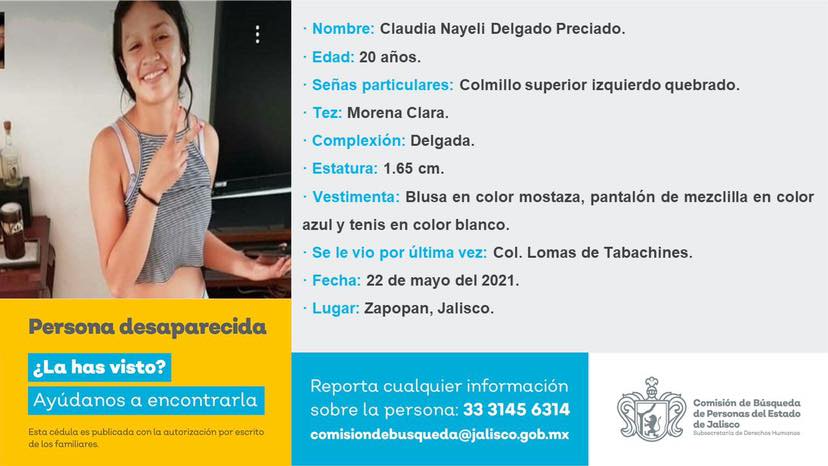 · Nombre: Claudia Nayeli Delgado Preciado.
· Edad: 20 años.
· Señas particulares: Colmillo superior izquierdo quebrado.
· Tez: Morena Clara.
· Complexión: Delgada.
· Estatura: 1.65 cm.
· Vestimenta: Blusa en color mostaza, pantalón de mezclilla en color
azul y tenis en color blanco.
· Se le vio por última vez: Col. Lomas de Tabachines.
· Fecha: 22 de mayo del 2021.
· Lugar: Zapopan, Jalisco.
Persona desaparecida
¿La has visto?
Ayúdanos a encontrarla
Esta cédula es publicada con la autorización por escrito
de los familiares.
Reporta cualquier información
sobre la persona: 33 3145 6314
comisiondebusqueda@jalisco.gob.mx
Comisión de Búsqueda
de Personas del Estado
de Jalisco
Subsecretaría de Derechos Humanos